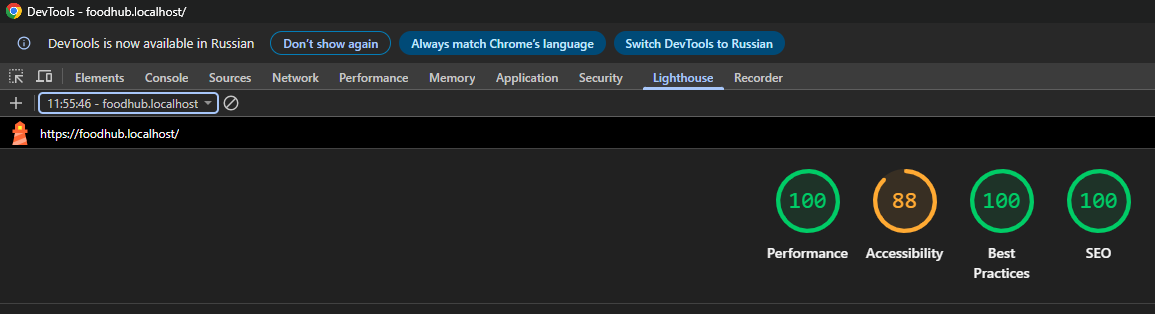 DevTools - foodhub.localhost/
DevTools is now available in Russian Don't show again Always match Chrome's language Switch DevTools to Russian
Elements Console Sources Network Performance Memory Application Security Lighthouse Recorder
11:55:46 - foodhub.localhost
https://foodhub.localhost/
100 88 100 100
Performance Accessibility Best Practices SEO